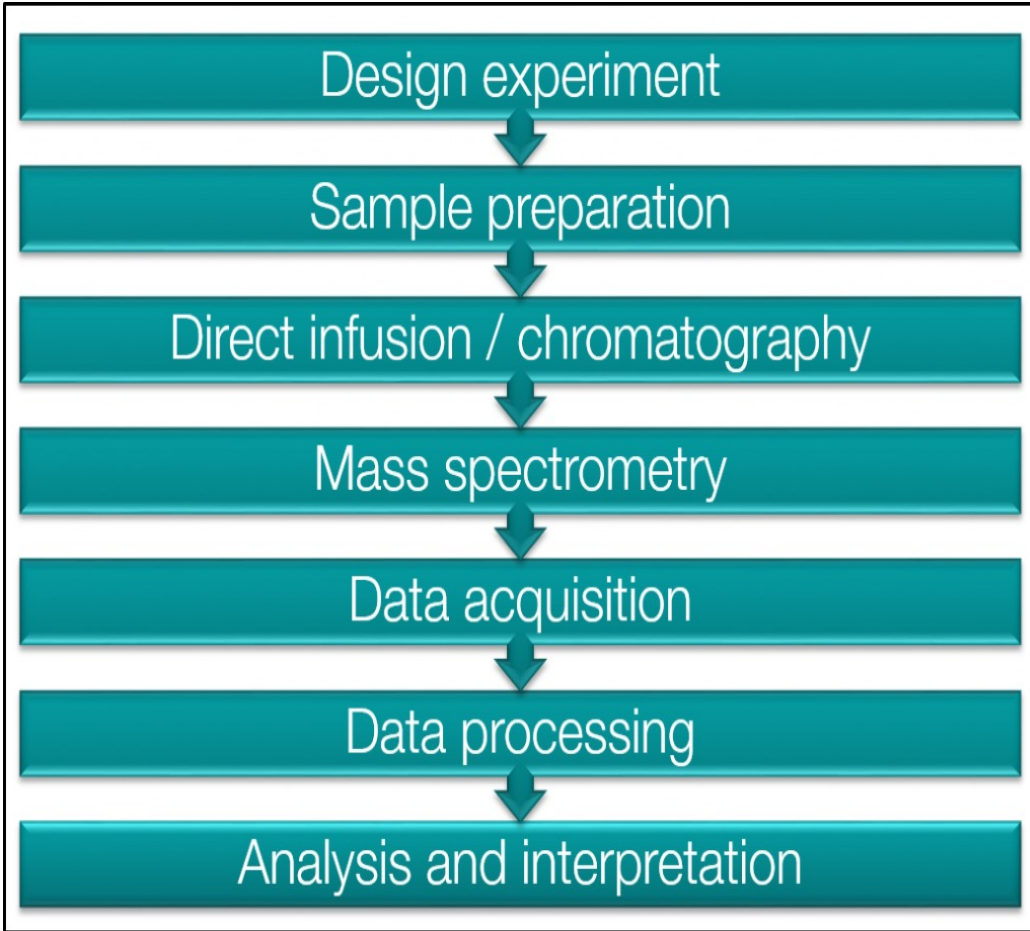 Design experiment
Sample preparation
Direct infusion / chromatography
Mass spectrometry
Data acquisition
Data processing
Analysis and interpretation